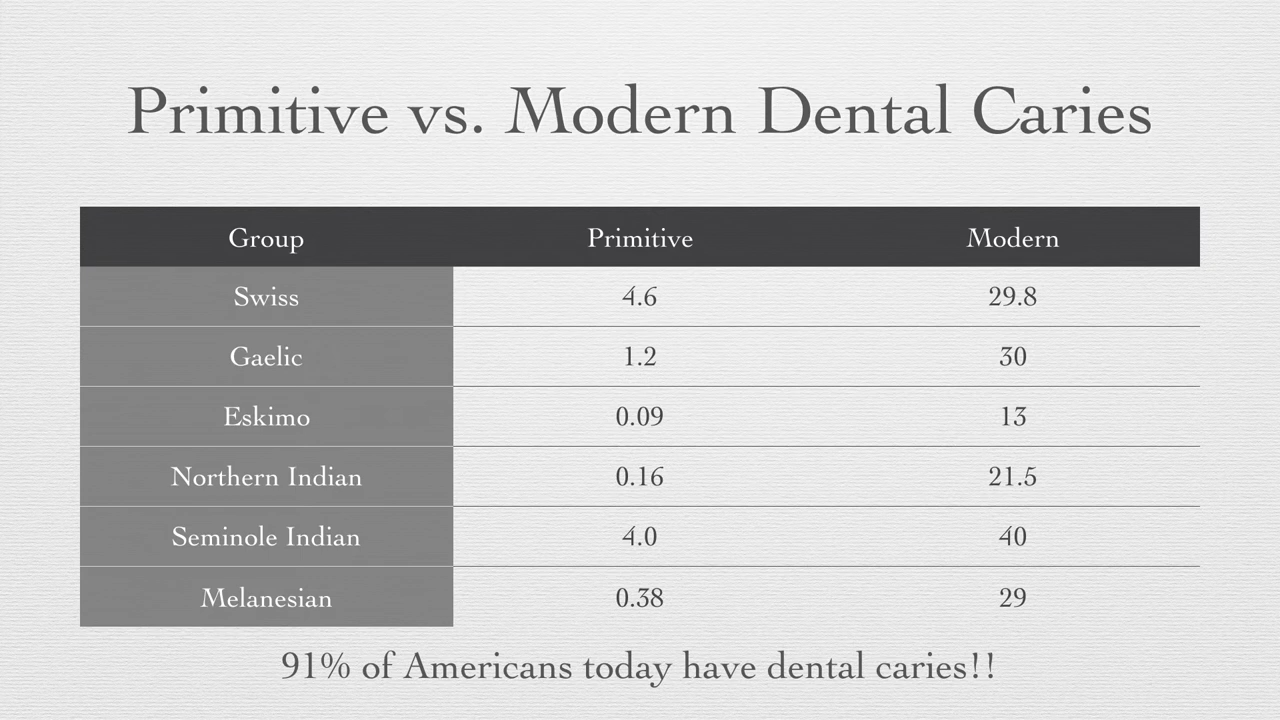 Primitive vs. Modern Dental Caries
Group Primitive Modern
Swiss 4.6 29.8
Gaelic 1.2 30
Eskimo 0.09 13
Northern Indian 0.16 21.5
Seminole Indian 4.0 40
Melanesian 0.38 29
91% of Americans today have dental caries!!